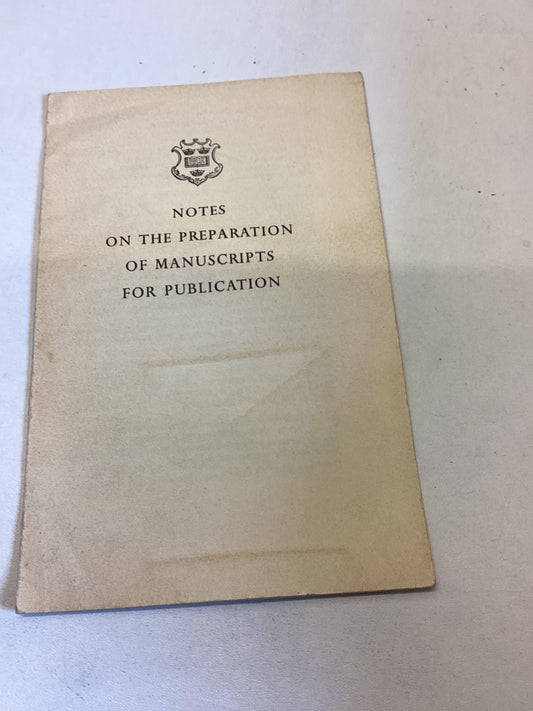 NOTES
ON THE PREPARATION
OF MANUSCRIPTS
FOR PUBLICATION